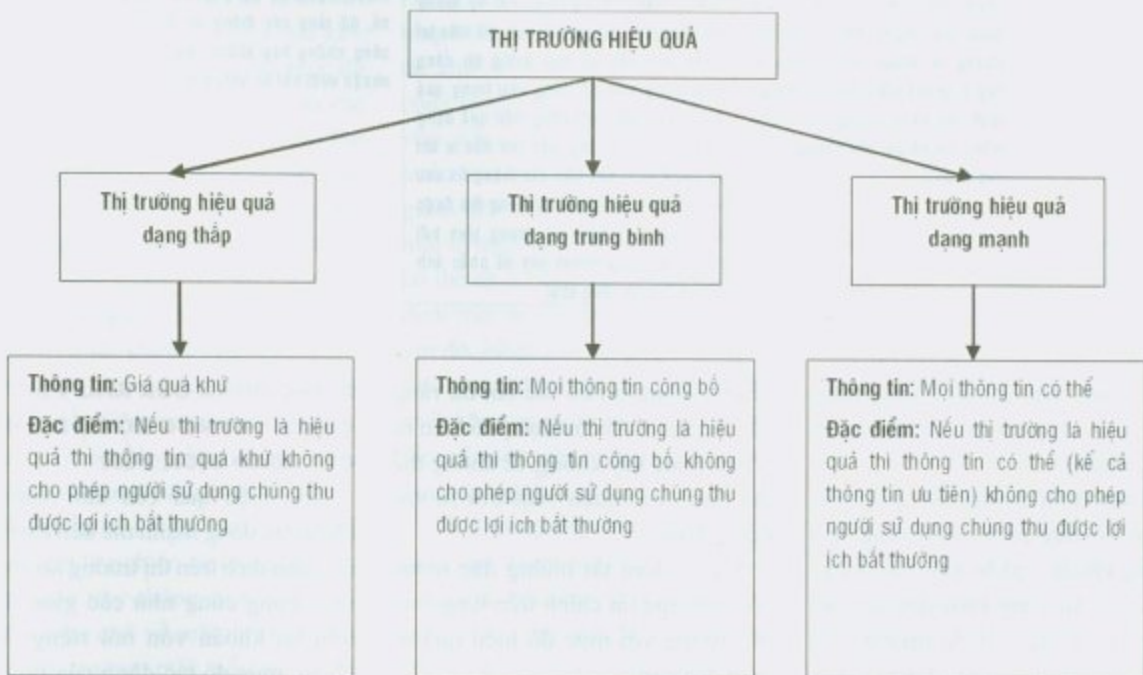 THỊ TRƯỜNG HIỆU QUẢ
Thị trường hiệu quả
dạng thấp
Thị trường hiệu quả
dạng trung bình
Thị trường hiệu quả
dạng mạnh
Thông tin: Giá quá khứ
Đặc điểm: Nếu thị trường là hiệu
quả thì thông tin quá khứ không
cho phép người sử dụng chúng thu
được lợi ích bất thường
Thông tin: Mọi thông tin công bố
Đặc điểm: Nếu thị trường là hiệu
quả thì thông tin công bố không
cho phép người sử dụng chúng thu
được lợi ích bất thường
Thông tin: Mọi thông tin có thể
Đặc điểm: Nếu thị trường là hiệu
quả thì thông tin có thể (kể cả
thông tin ưu tiên) không cho phép
người sử dụng chúng thu được lợi
ích bất thường